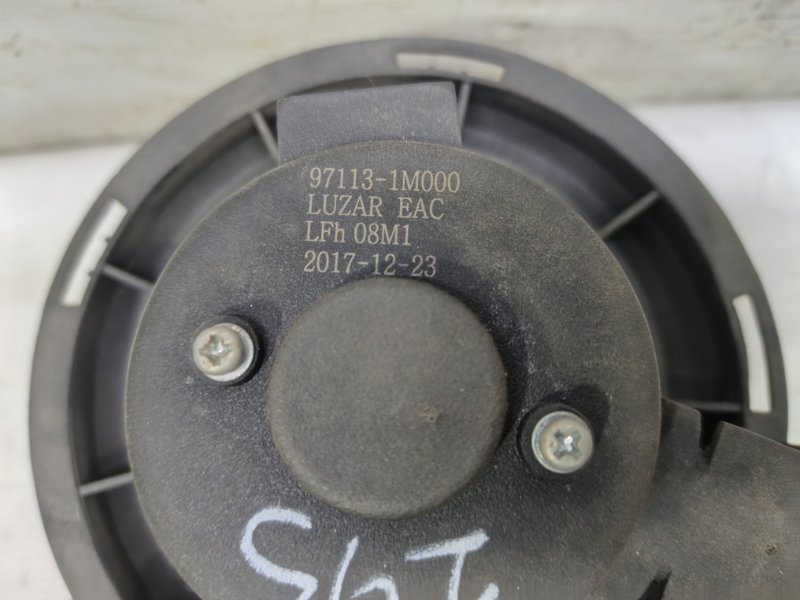 97113-1M000
LUZAR EAC
LFh 08M1
2017-12-23